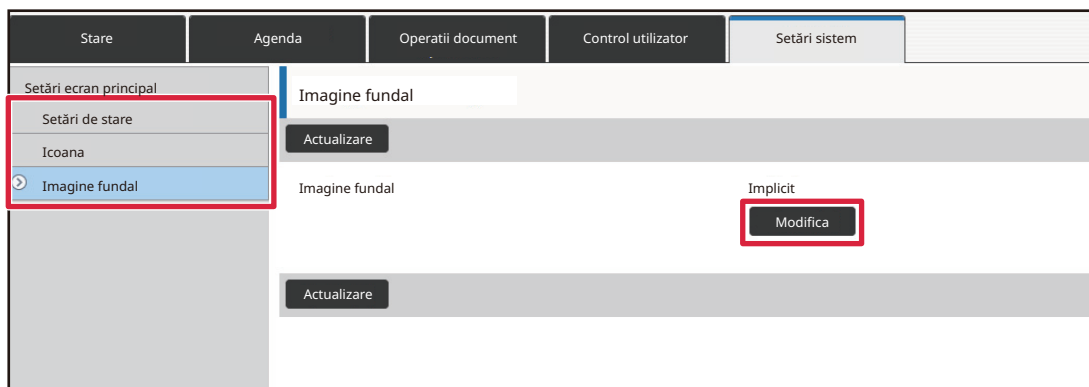 Stare Agenda Operatii document Control utilizator Setări sistem
Setări ecran principal
Setări de stare
Icoana
Imagine fundal
Imagine fundal
Actualizare
Imagine fundal Implicit
Modifica
Actualizare